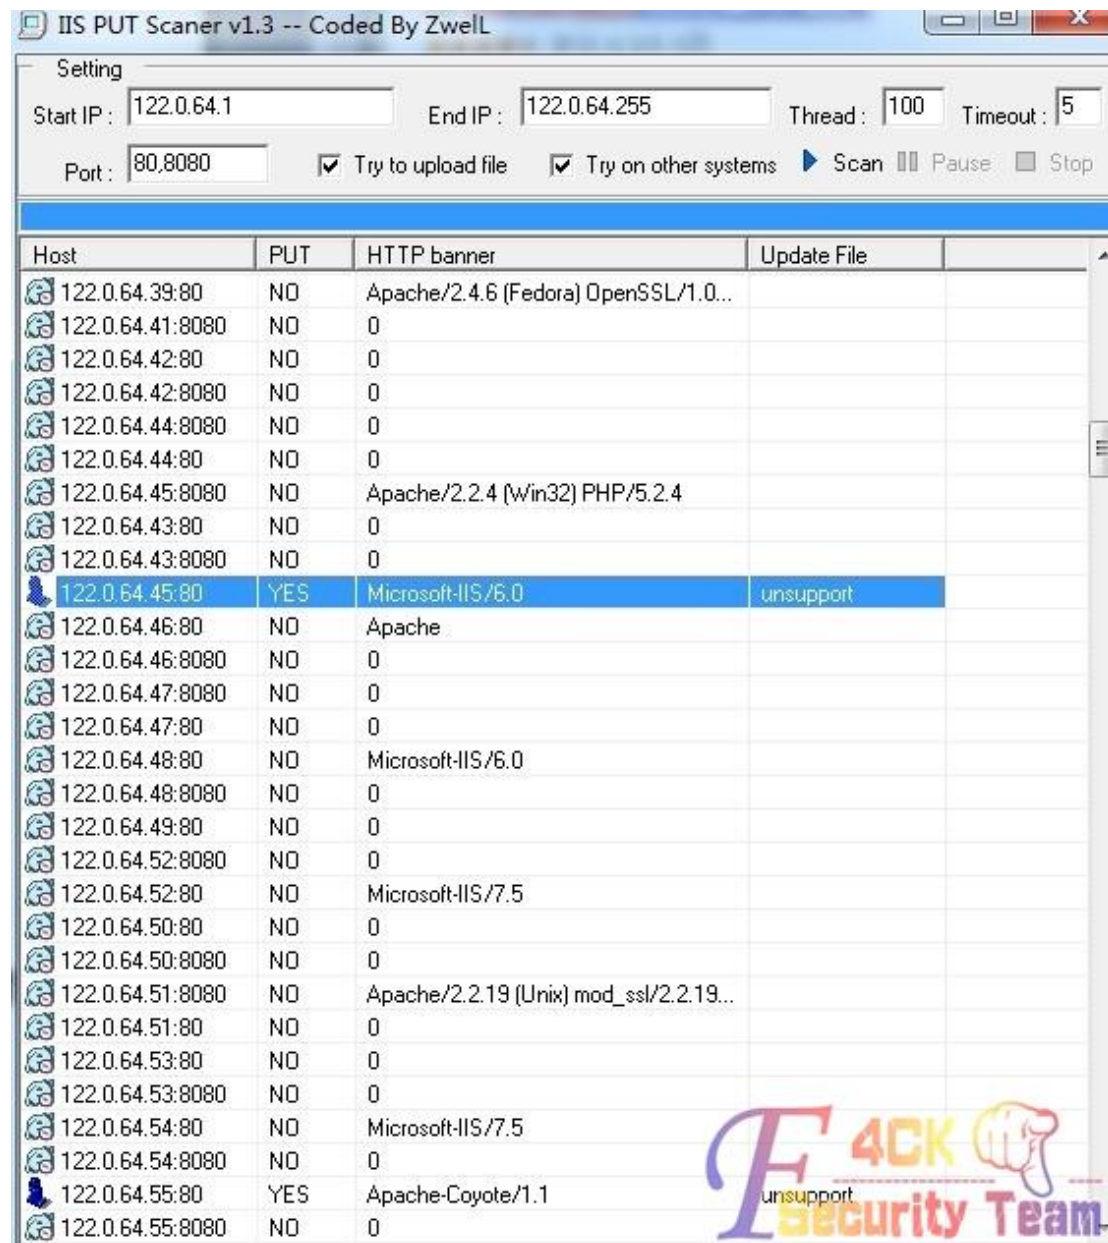 IIS PUT Scaner v1.3 -- Coded By ZwelL
Setting
Start IP : 122.0.64.1 End IP : 122.0.64.255 Thread : 100 Timeout : 5
Port : 80,8080 Try to upload file Try on other systems Scan Pause Stop
Host PUT HTTP banner Update File
122.0.64.39:80 NO Apache/2.4.6 (Fedora) OpenSSL/1.0...
122.0.64.41:8080 NO 0
122.0.64.42:80 NO 0
122.0.64.42:8080 NO 0
122.0.64.44:8080 NO 0
122.0.64.44:80 NO 0
122.0.64.45:8080 NO Apache/2.2.4 (Win32) PHP/5.2.4
122.0.64.43:80 NO 0
122.0.64.43:8080 NO 0
122.0.64.45:80 YES Microsoft-IIS/6.0 unsupport
122.0.64.46:80 NO Apache
122.0.64.46:8080 NO 0
122.0.64.47:8080 NO 0
122.0.64.47:80 NO 0
122.0.64.48:80 NO Microsoft-IIS/6.0
122.0.64.48:8080 NO 0
122.0.64.49:80 NO 0
122.0.64.52:8080 NO 0
122.0.64.52:80 NO Microsoft-IIS/7.5
122.0.64.50:80 NO 0
122.0.64.50:8080 NO 0
122.0.64.51:8080 NO Apache/2.2.19 (Unix) mod_ssl/2.2.19...
122.0.64.51:80 NO 0
122.0.64.53:80 NO 0
122.0.64.53:8080 NO 0
122.0.64.54:80 NO Microsoft-IIS/7.5
122.0.64.54:8080 NO 0
122.0.64.55:80 YES Apache-Coyote/1.1 unsupport
122.0.64.55:8080 NO 0
F4CK
Security Team